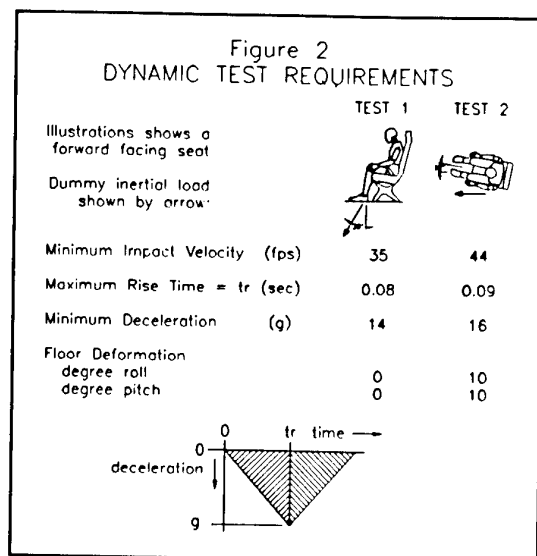 Figure 2
DYNAMIC TEST REQUIREMENTS
TEST 1 TEST 2
Illustrations shows a
forward facing seat
Dummy inertial load
shown by arrow
Minimum Impact Velocity (fps) 35 44
Maximum Rise Time = tr (sec) 0.08 0.09
Minimum Deceleration (g) 14 16
Floor Deformation
degree roll 0 10
degree pitch 0 10
0 tr time
0
deceleration
g